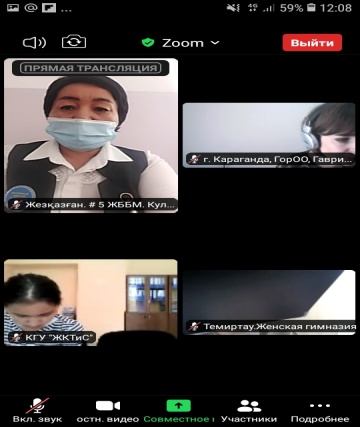 4G 59% 12:08
Zoom Выйти
ПРЯМАЯ ТРАНСЛЯЦИЯ
г. Караганда, ГорОО, Гаври...
Жезқазған. # 5 ЖББМ. Кул...
КГУ "ЖКТиС"
Темиртау.Женская гимназия
Вкл. звук остн. видео Совместное Участники Подробнее